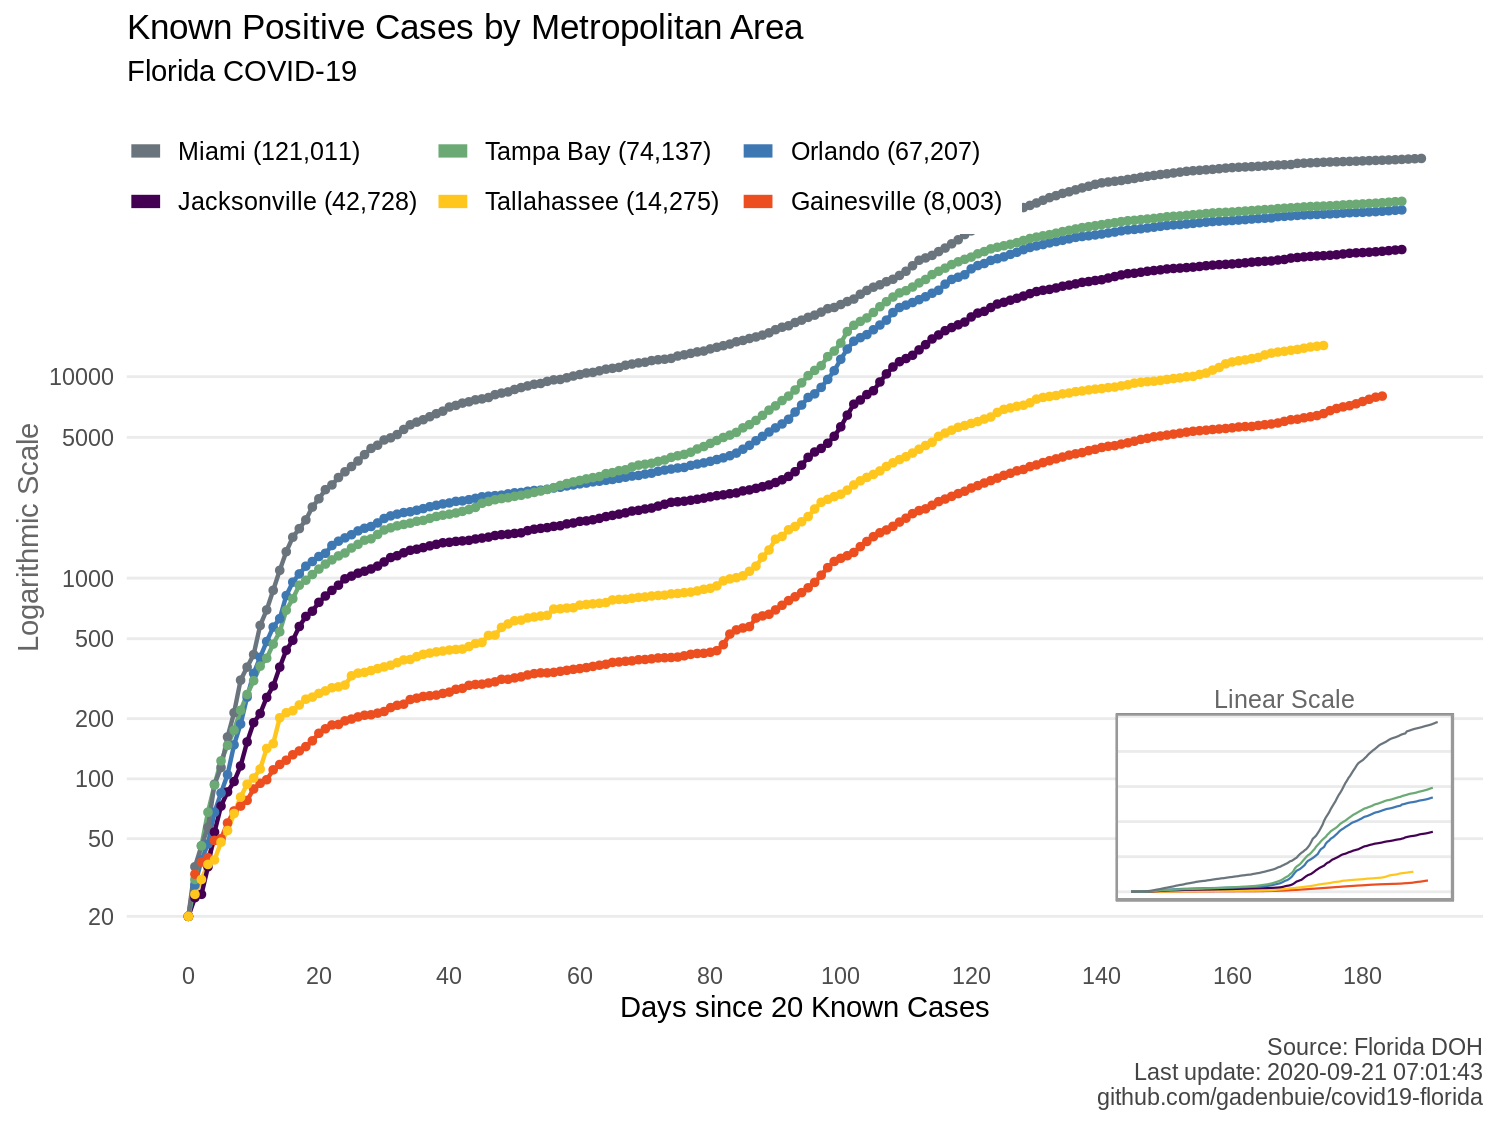 Known Positive Cases by Metropolitan Area
Florida COVID-19
Miami (121,011) Tampa Bay (74,137) Orlando (67,207)
Jacksonville (42,728) Tallahassee (14,275) Gainesville (8,003)
Logarithmic Scale
10000
5000
1000
500
200
100
50
20
Linear Scale
0 20 40 60 80 100 120 140 160 180
Days since 20 Known Cases
Source: Florida DOH
Last update: 2020-09-21 07:01:43
github.com/gadenbuie/covid19-florida